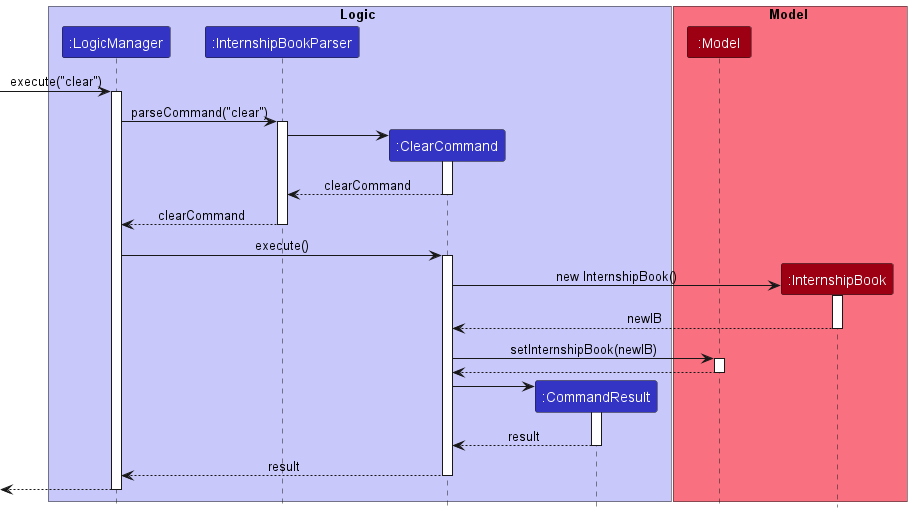 Logic
Model
:LogicManager
:InternshipBookParser
:Model
execute("clear")
parseCommand("clear")
:ClearCommand
clearCommand
clearCommand
execute()
new InternshipBook()
:InternshipBook
newIB
setInternshipBook(newIB)
:CommandResult
result
result